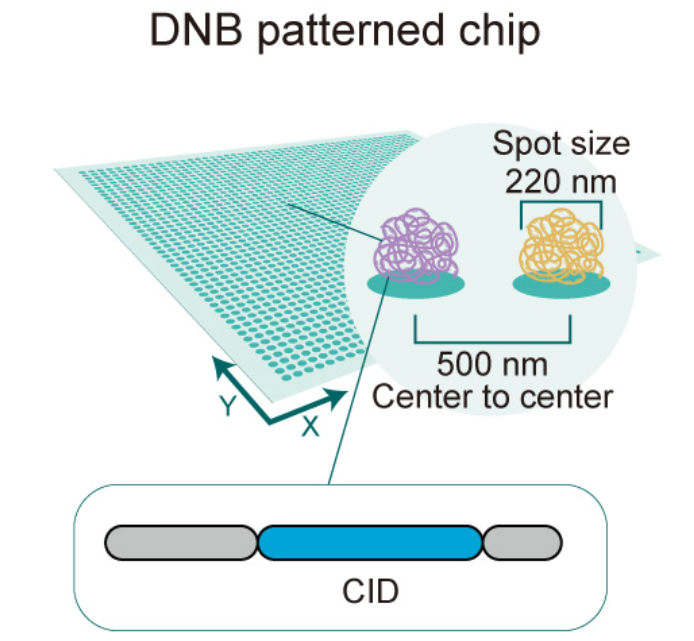 DNB patterned chip
Spot size
220 nm
500 nm
Center to center
Y
X
CID